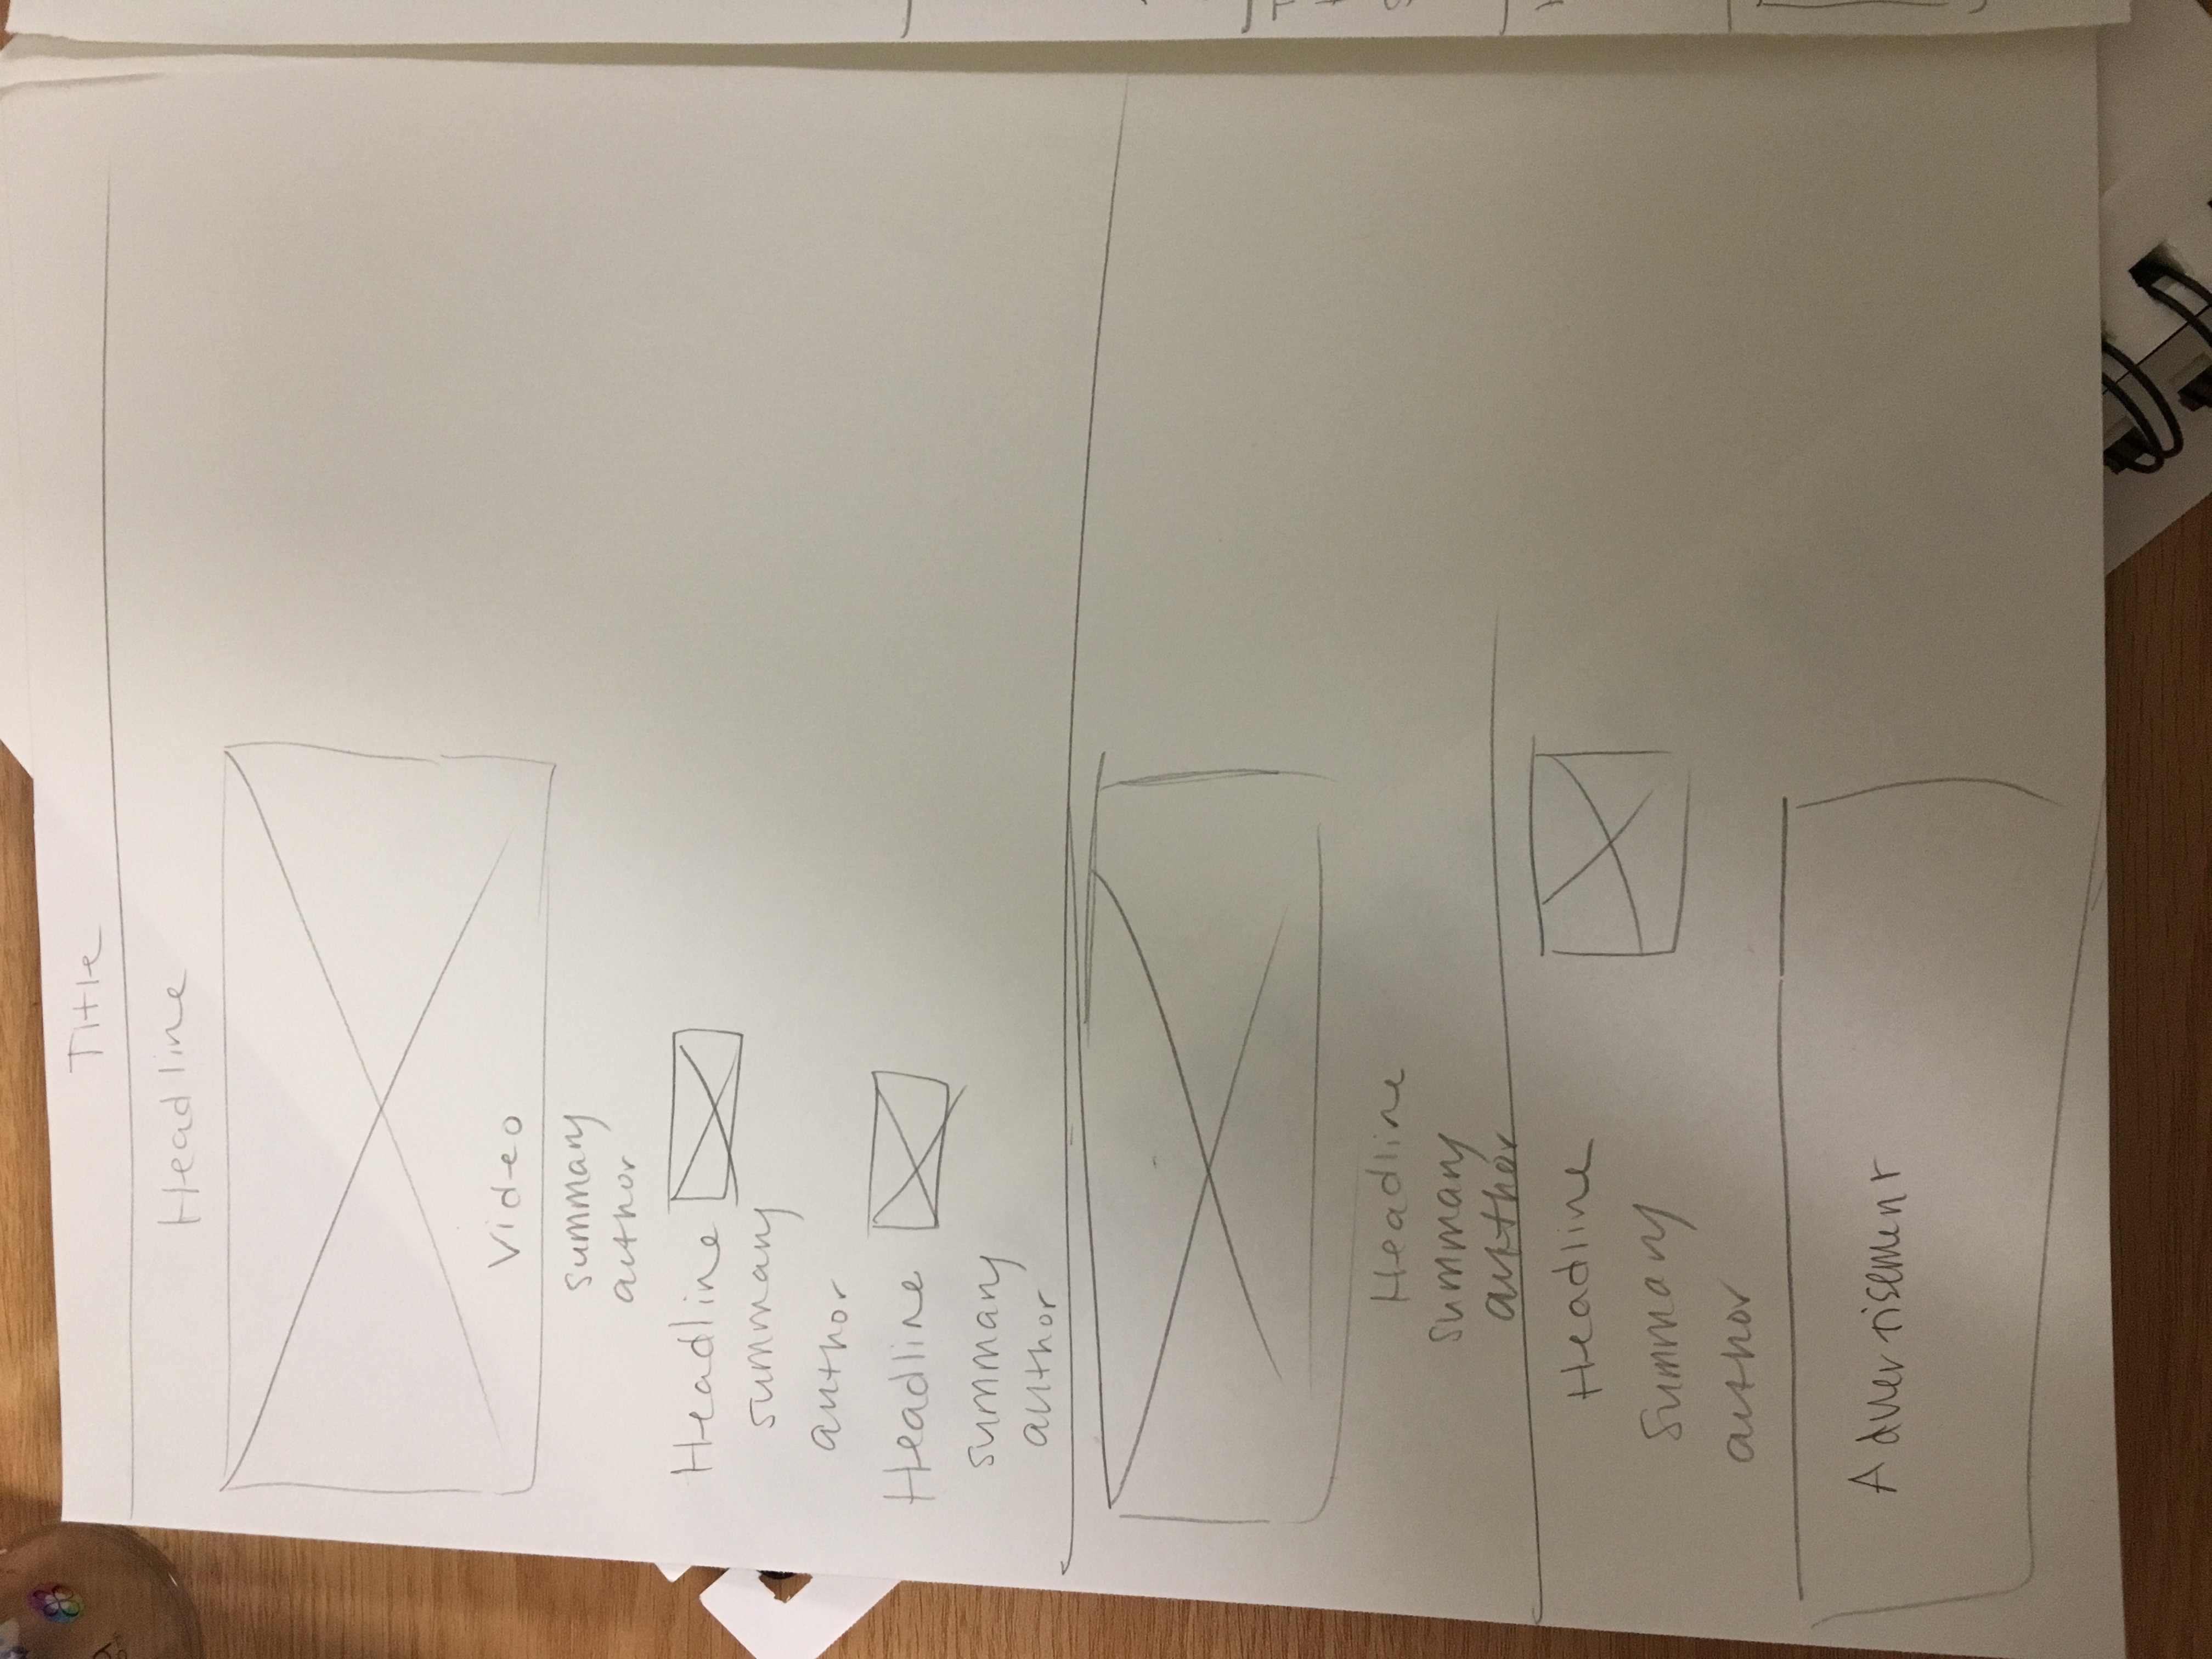 Title
Headline
Video
summary
author
Headline
summary
author
Headline
summary
author
Headline
summary
author
Headline
Summary
author
Advertisement